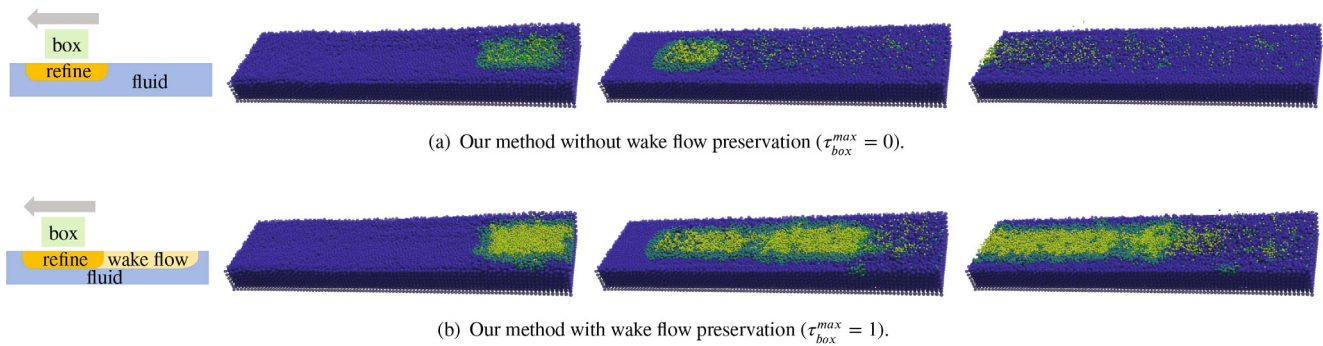 box
refine
fluid
(a) Our method without wake flow preservation (τ_box^max = 0).
box
refine wake flow
fluid
(b) Our method with wake flow preservation (τ_box^max = 1).